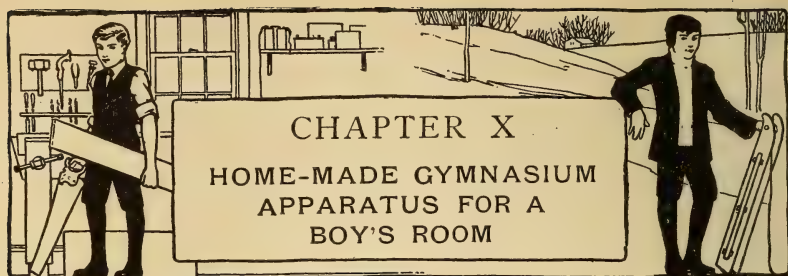 CHAPTER X
HOME-MADE GYMNASIUM
APPARATUS FOR A
BOY'S ROOM